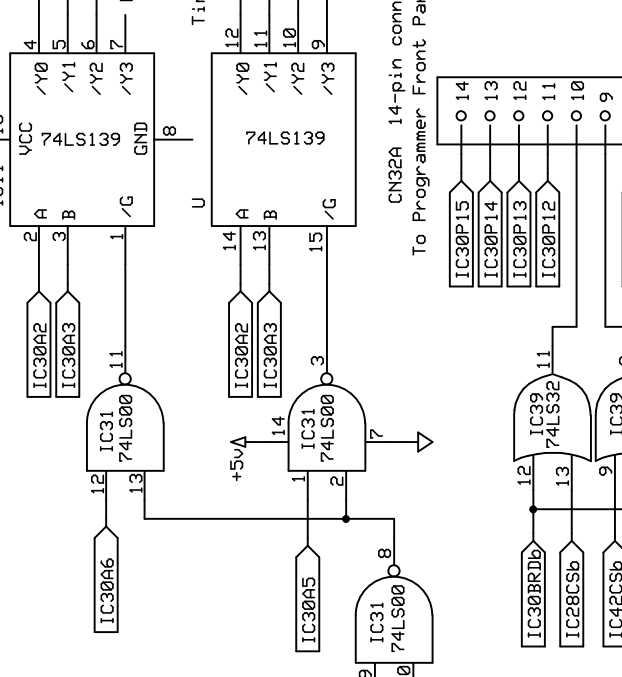 4
5
6
7
/Y0
/Y1
/Y2
/Y3
VCC
74LS139
GND
8
A
B
/G
2
3
1
IC30A2
IC30A3
12
11
10
9
/Y0
/Y1
/Y2
/Y3
74LS139
U
A
B
/G
14
13
15
IC30A2
IC30A3
CN32A 14-pin conn
To Programmer Front Pa
14
13
12
11
10
9
IC30P15
IC30P14
IC30P13
IC30P12
11
IC31
74LS00
12
13
IC30A6
3
14
IC31
74LS00
7
+5v
1
2
IC30A5
8
IC31
74LS00
9
11
IC39
74LS32
12
13
IC30BRDb
IC28CSb
IC39
9
IC42CSb